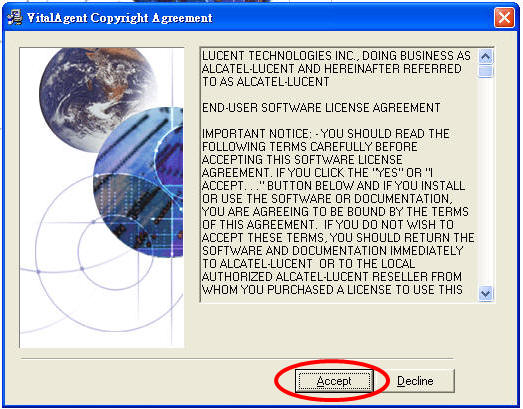 VitalAgent Copyright Agreement
LUCENT TECHNOLOGIES INC., DOING BUSINESS AS
ALCATEL-LUCENT AND HEREINAFTER REFERRED
TO AS ALCATEL-LUCENT
END-USER SOFTWARE LICENSE AGREEMENT
IMPORTANT NOTICE: - YOU SHOULD READ THE
FOLLOWING TERMS CAREFULLY BEFORE
ACCEPTING THIS SOFTWARE LICENSE
AGREEMENT. IF YOU CLICK THE "YES" OR "I
ACCEPT. . ." BUTTON BELOW AND IF YOU INSTALL
OR USE THE SOFTWARE OR DOCUMENTATION,
YOU ARE AGREEING TO BE BOUND BY THE TERMS
OF THIS AGREEMENT.  IF YOU DO NOT WISH TO
ACCEPT THESE TERMS, YOU SHOULD RETURN THE
SOFTWARE AND DOCUMENTATION IMMEDIATELY
TO ALCATEL-LUCENT  OR TO THE LOCAL
AUTHORIZED ALCATEL-LUCENT RESELLER FROM
WHOM YOU PURCHASED A LICENSE TO USE THIS
Accept
Decline